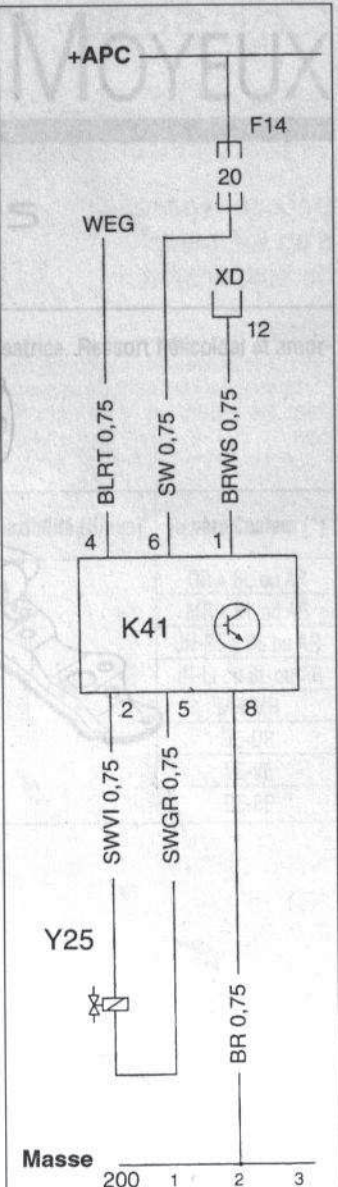 MOYEUX
+APC
F14
20
WEG
XD
12
BLRT 0,75
SW 0,75
BRWS 0,75
4 6 1
K41
2 5 8
SWVI 0,75
SWGR 0,75
Y25
BR 0,75
Masse
200 1 2 3